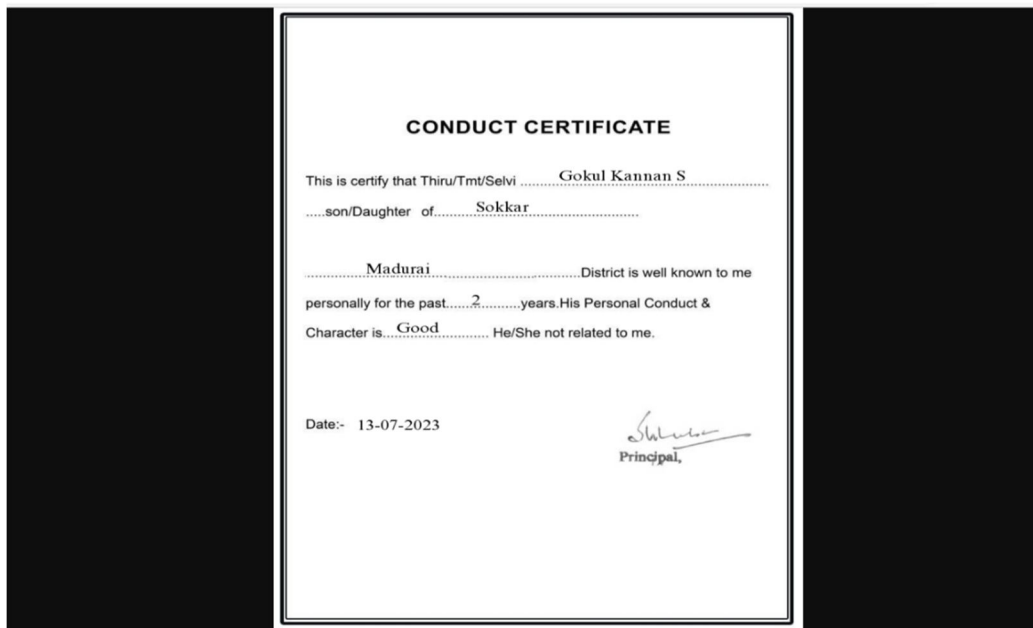 CONDUCT CERTIFICATE
This is certify that Thiru/Tmt/Selvi ............Gokul Kannan S......................
.....son/Daughter of..........Sokkar............................
...............Madurai......................................District is well known to me
personally for the past......2..........years.His Personal Conduct &
Character is...Good............. He/She not related to me.
Date:- 13-07-2023
Principal,